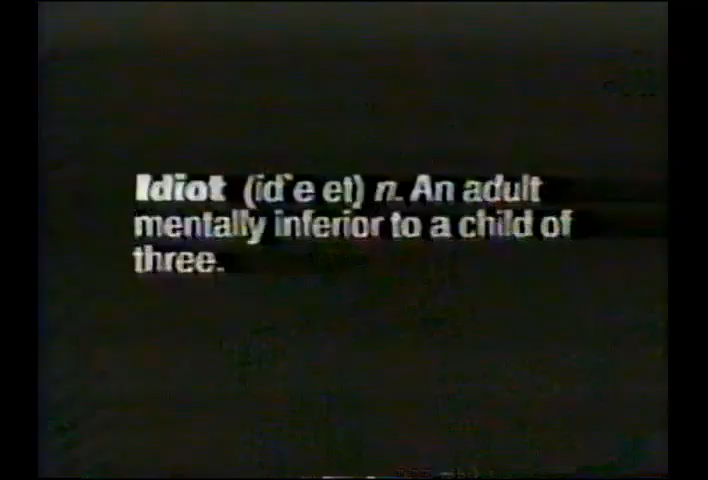 Idiot (id`e et) n. An adult
mentally inferior to a child of
three.